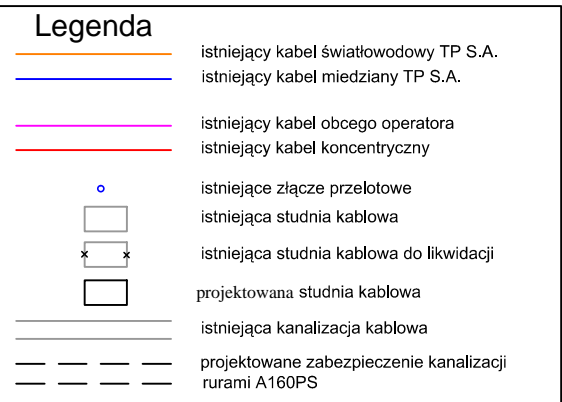 Legenda
istniejący kabel światłowodowy TP S.A.
istniejący kabel miedziany TP S.A.
istniejący kabel obcego operatora
istniejący kabel koncentryczny
istniejące złącze przelotowe
istniejąca studnia kablowa
istniejąca studnia kablowa do likwidacji
projektowana studnia kablowa
istniejąca kanalizacja kablowa
projektowane zabezpieczenie kanalizacji
rurami A160PS